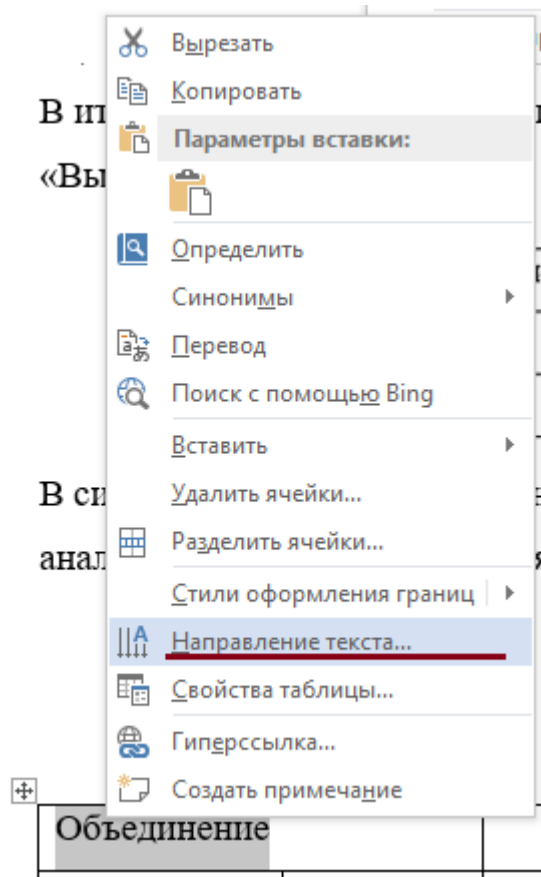 Вырезать
Копировать
В ит
Параметры вставки:
«Вы
Определить
Синонимы
Перевод
Поиск с помощью Bing
Вставить
В си
Удалить ячейки...
Разделить ячейки...
анал
Стили оформления границ
Направление текста...
Свойства таблицы...
Гиперссылка...
Создать примечание
Объединение